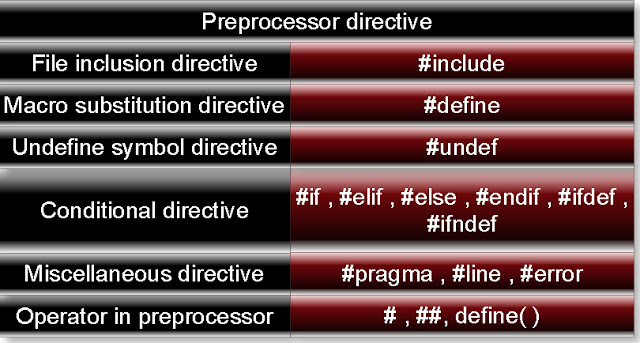 Preprocessor directive
File inclusion directive #include
Macro substitution directive #define
Undefine symbol directive #undef
Conditional directive #if , #elif , #else , #endif , #ifdef ,
#ifndef
Miscellaneous directive #pragma , #line , #error
Operator in preprocessor # , ##, define( )